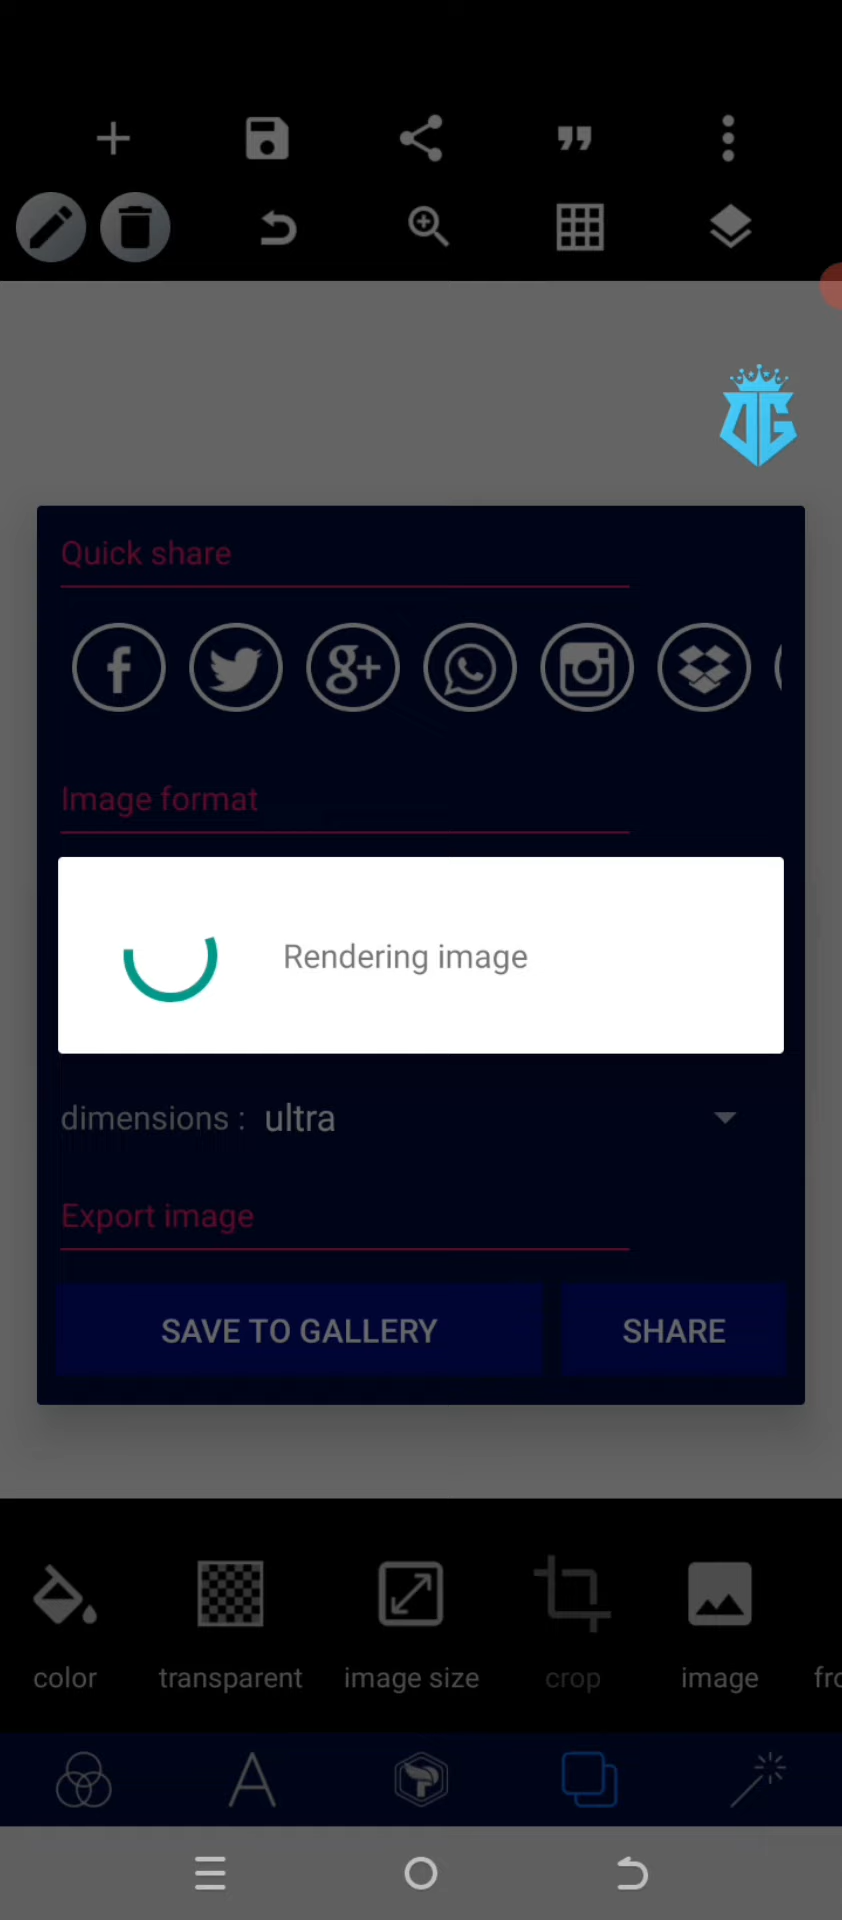 Quick share
Image format
Rendering image
dimensions : ultra
Export image
SAVE TO GALLERY SHARE
color transparent image size crop image fro